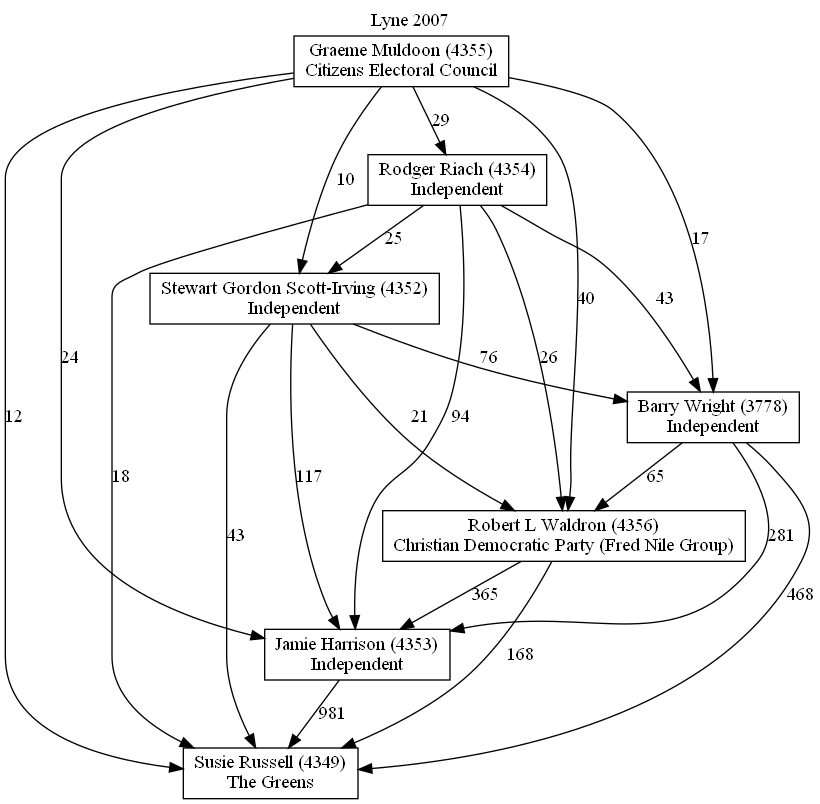 Lyne 2007
Graeme Muldoon (4355)
Citizens Electoral Council
29
Rodger Riach (4354)
Independent
10
25
17
Stewart Gordon Scott-Irving (4352)
Independent
40
43
24
76
26
12
Barry Wright (3778)
Independent
21
94
18
117
65
43
Robert L Waldron (4356)
Christian Democratic Party (Fred Nile Group)
281
365
468
Jamie Harrison (4353)
Independent
168
981
Susie Russell (4349)
The Greens